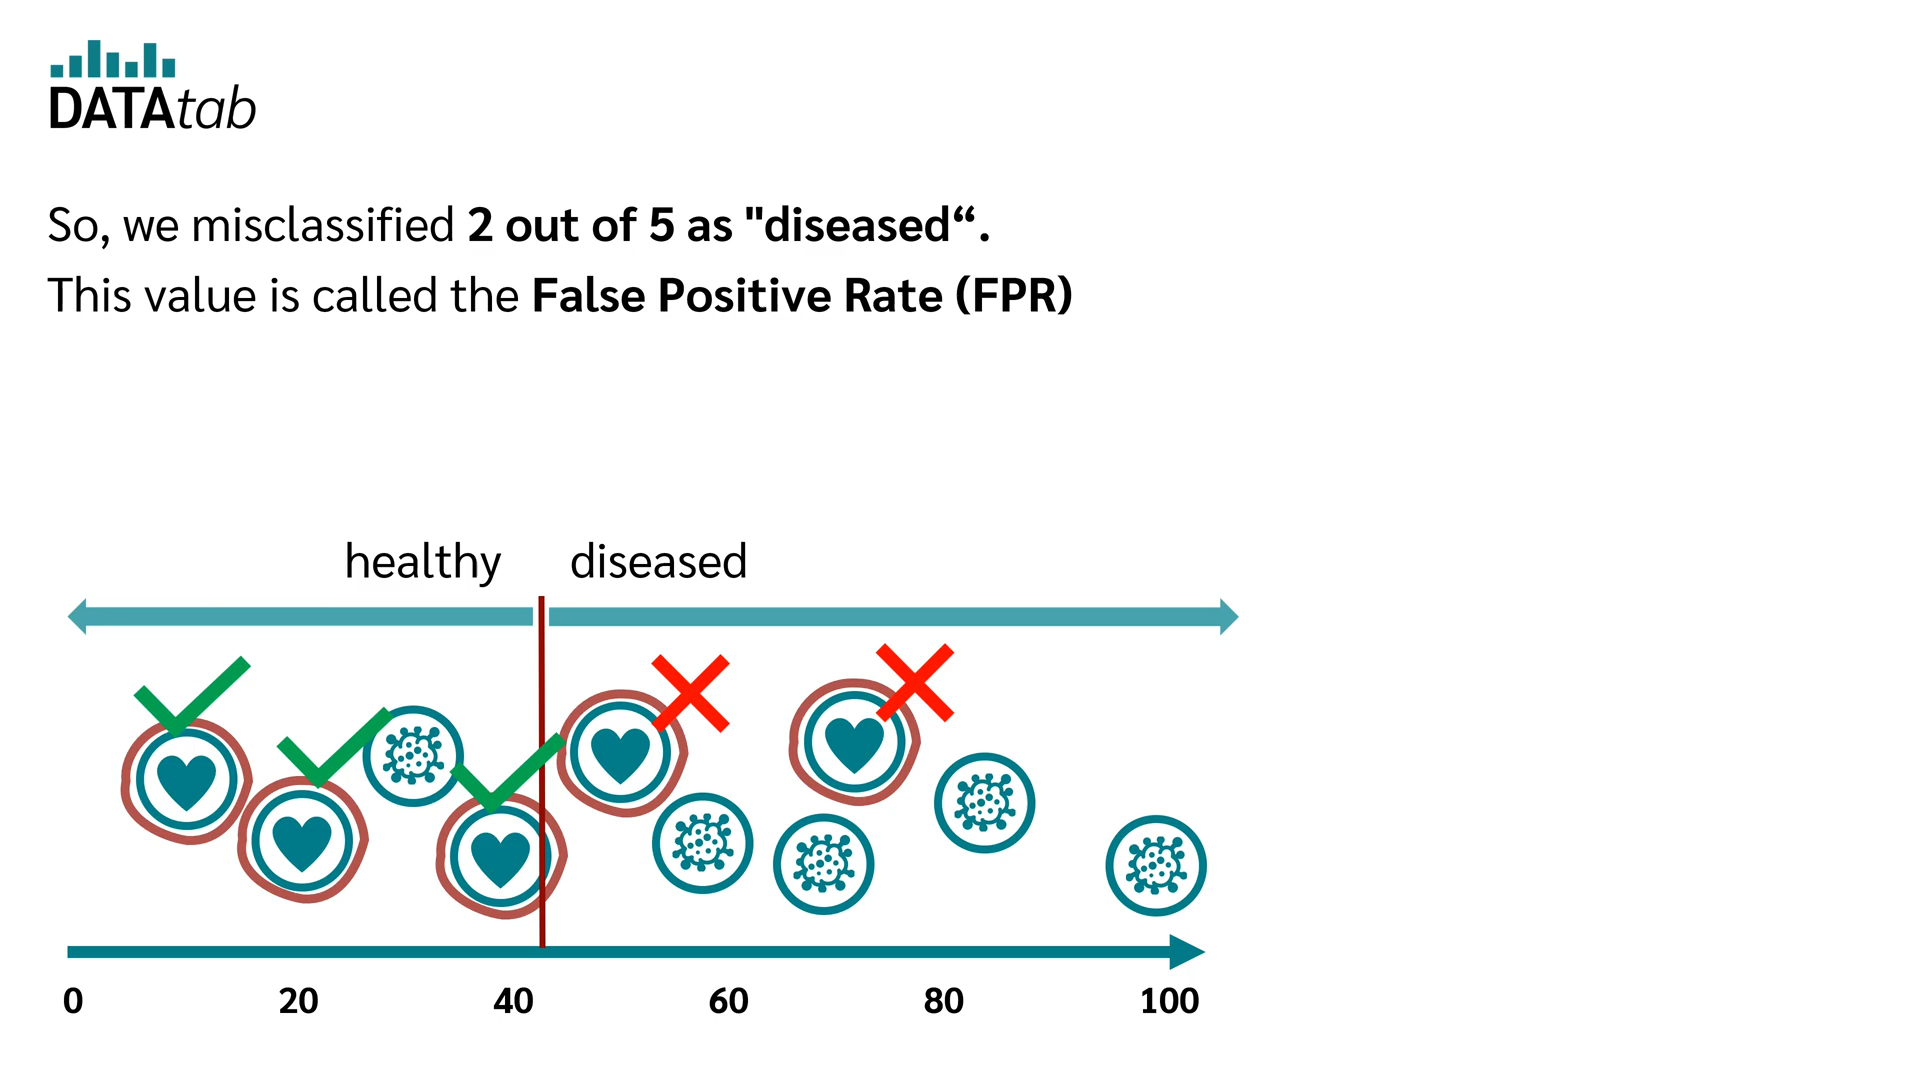 DATAtab
So, we misclassified 2 out of 5 as "diseased“.
This value is called the False Positive Rate (FPR)
healthy diseased
0 20 40 60 80 100